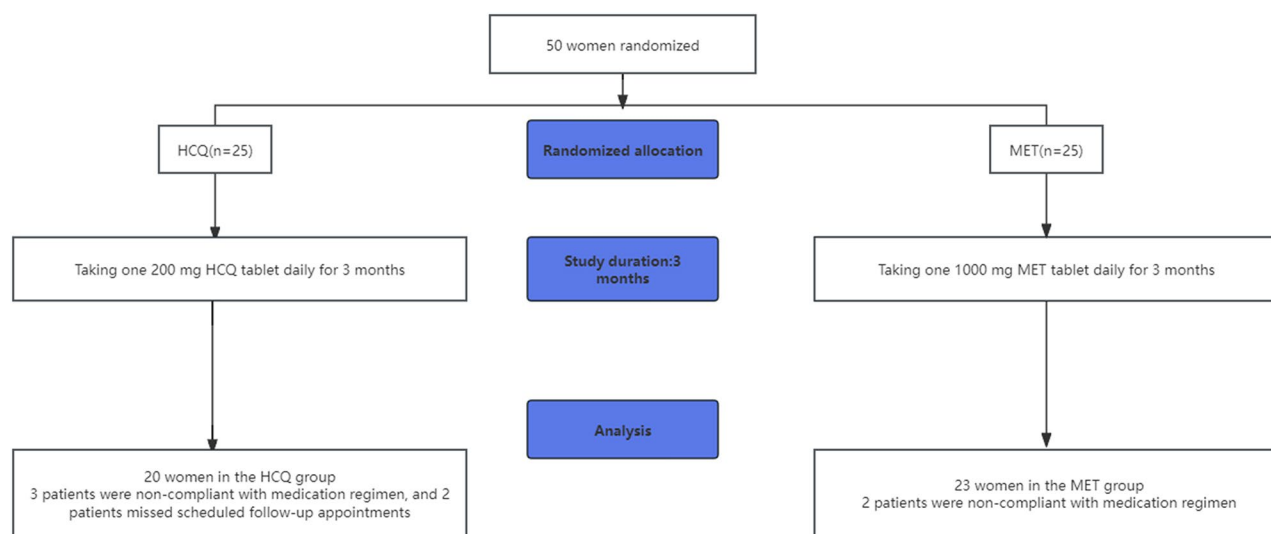 50 women randomized
HCQ(n=25)
Randomized allocation
MET(n=25)
Taking one 200 mg HCQ tablet daily for 3 months
Study duration:3
months
Taking one 1000 mg MET tablet daily for 3 months
Analysis
20 women in the HCQ group
3 patients were non-compliant with medication regimen, and 2
patients missed scheduled follow-up appointments
23 women in the MET group
2 patients were non-compliant with medication regimen